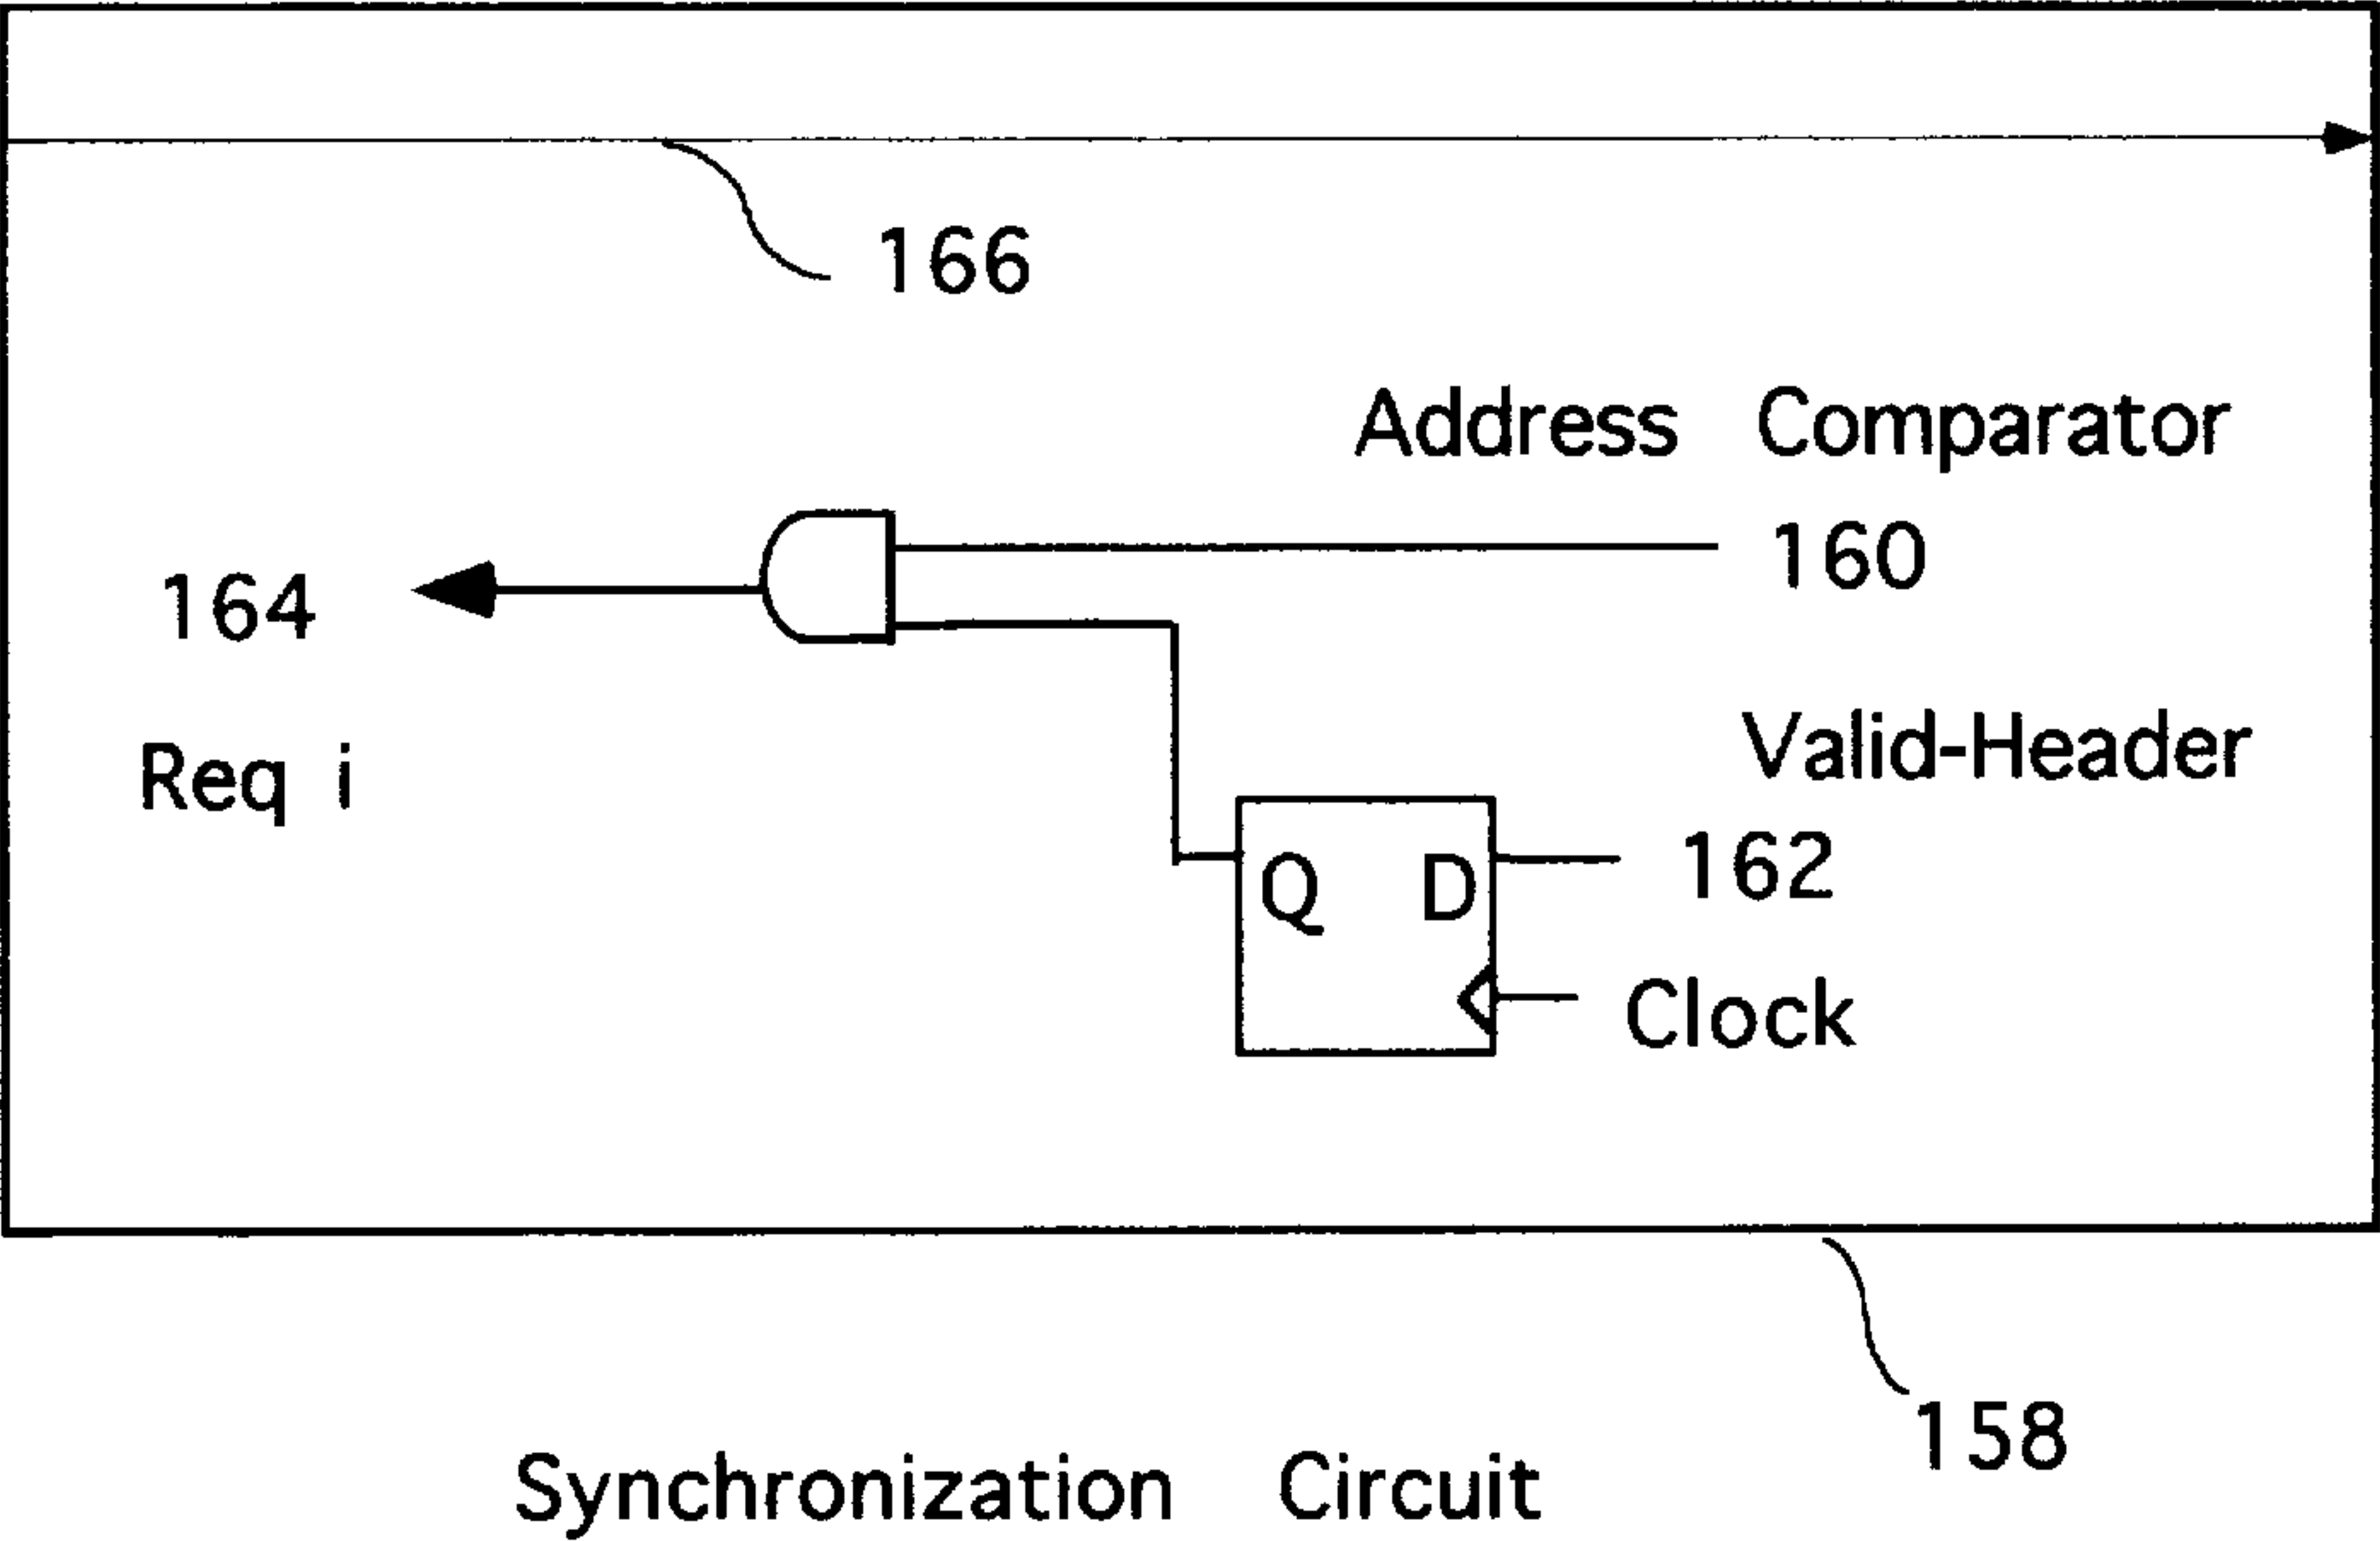 166
Address Comparator
160
164
Req i
Valid-Header
162
Q D
Clock
158
Synchronization Circuit